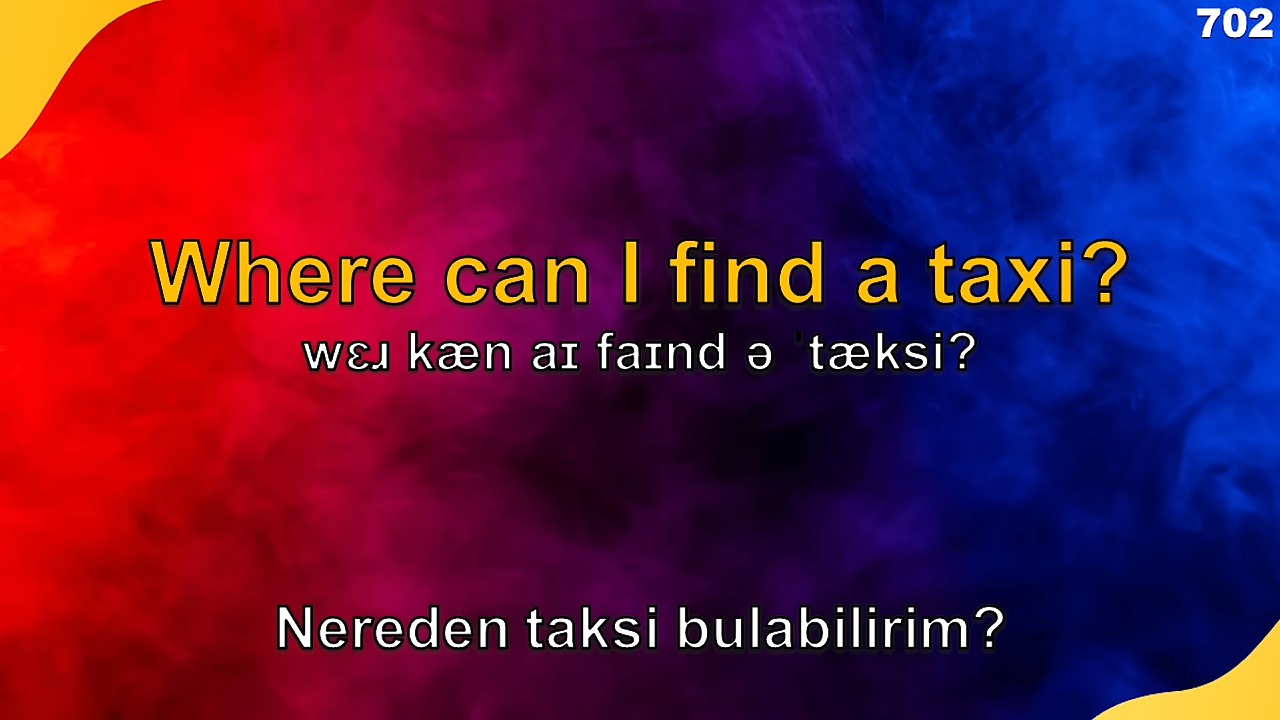 702
Where can I find a taxi?
wɛɹ kæn aɪ faɪnd ə ˈtæksi?
Nereden taksi bulabilirim?